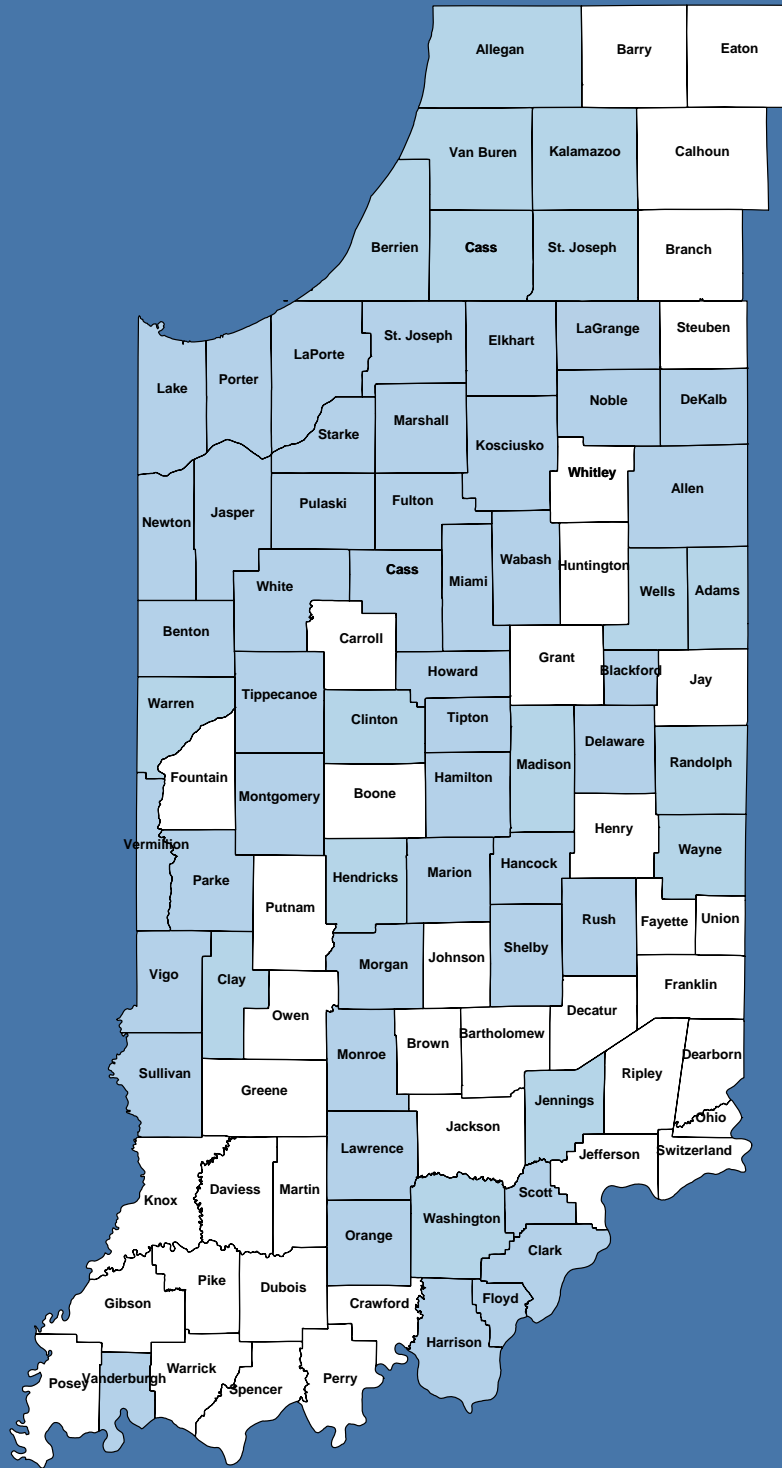 Allegan
Barry
Eaton
Van Buren
Kalamazoo
Calhoun
Berrien
Cass
St. Joseph
Branch
Lake
Porter
LaPorte
St. Joseph
Elkhart
LaGrange
Steuben
Starke
Marshall
Kosciusko
Noble
DeKalb
Newton
Jasper
Pulaski
Fulton
Whitley
Allen
White
Cass
Miami
Wabash
Huntington
Wells
Adams
Benton
Carroll
Howard
Grant
Blackford
Jay
Warren
Tippecanoe
Clinton
Tipton
Madison
Delaware
Randolph
Fountain
Montgomery
Boone
Hamilton
Henry
Wayne
Vermillion
Parke
Putnam
Hendricks
Marion
Hancock
Rush
Fayette
Union
Vigo
Clay
Owen
Morgan
Johnson
Shelby
Decatur
Franklin
Sullivan
Greene
Monroe
Brown
Bartholomew
Jennings
Ripley
Dearborn
Ohio
Knox
Daviess
Martin
Lawrence
Jackson
Jefferson
Switzerland
Orange
Washington
Scott
Clark
Gibson
Pike
Dubois
Crawford
Harrison
Floyd
Posey
Vanderburgh
Warrick
Spencer
Perry